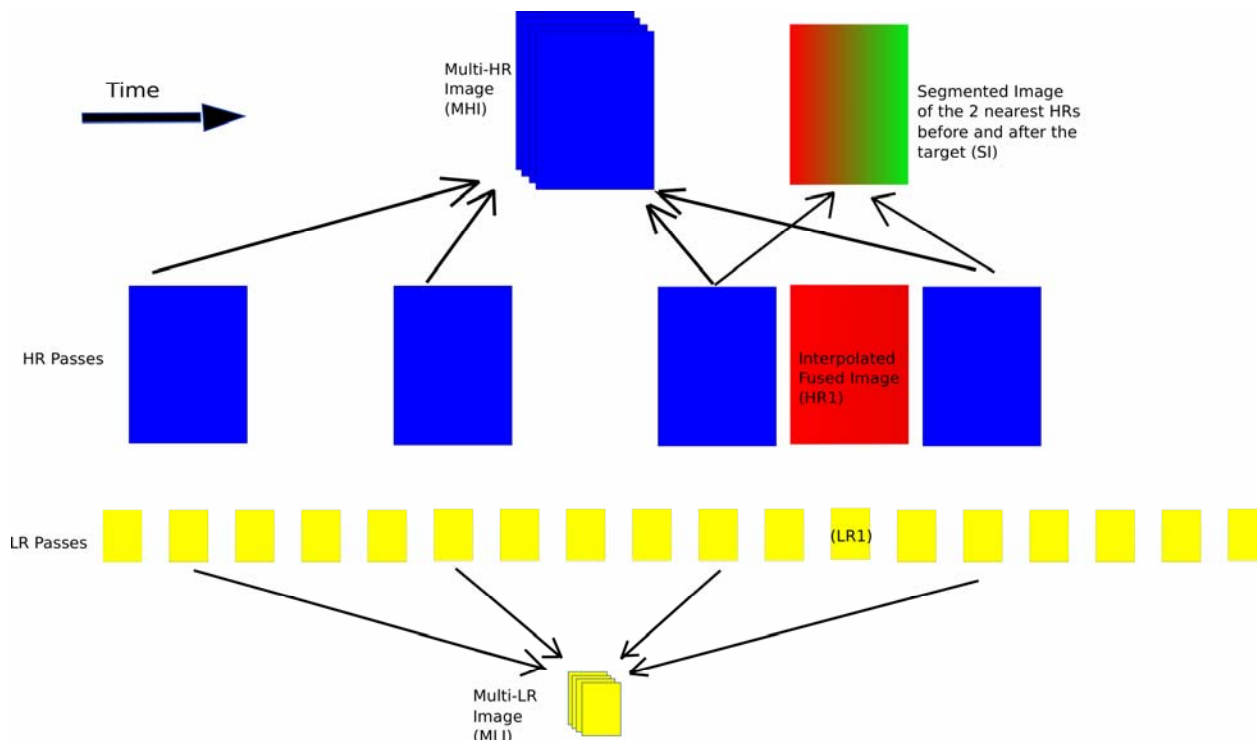 Time
Multi-HR
Image
(MHI)
Segmented Image
of the 2 nearest HRs
before and after the
target (SI)
HR Passes
Interpolated
Fused Image
(HR1)
LR Passes
(LR1)
Multi-LR
Image
(MLI)